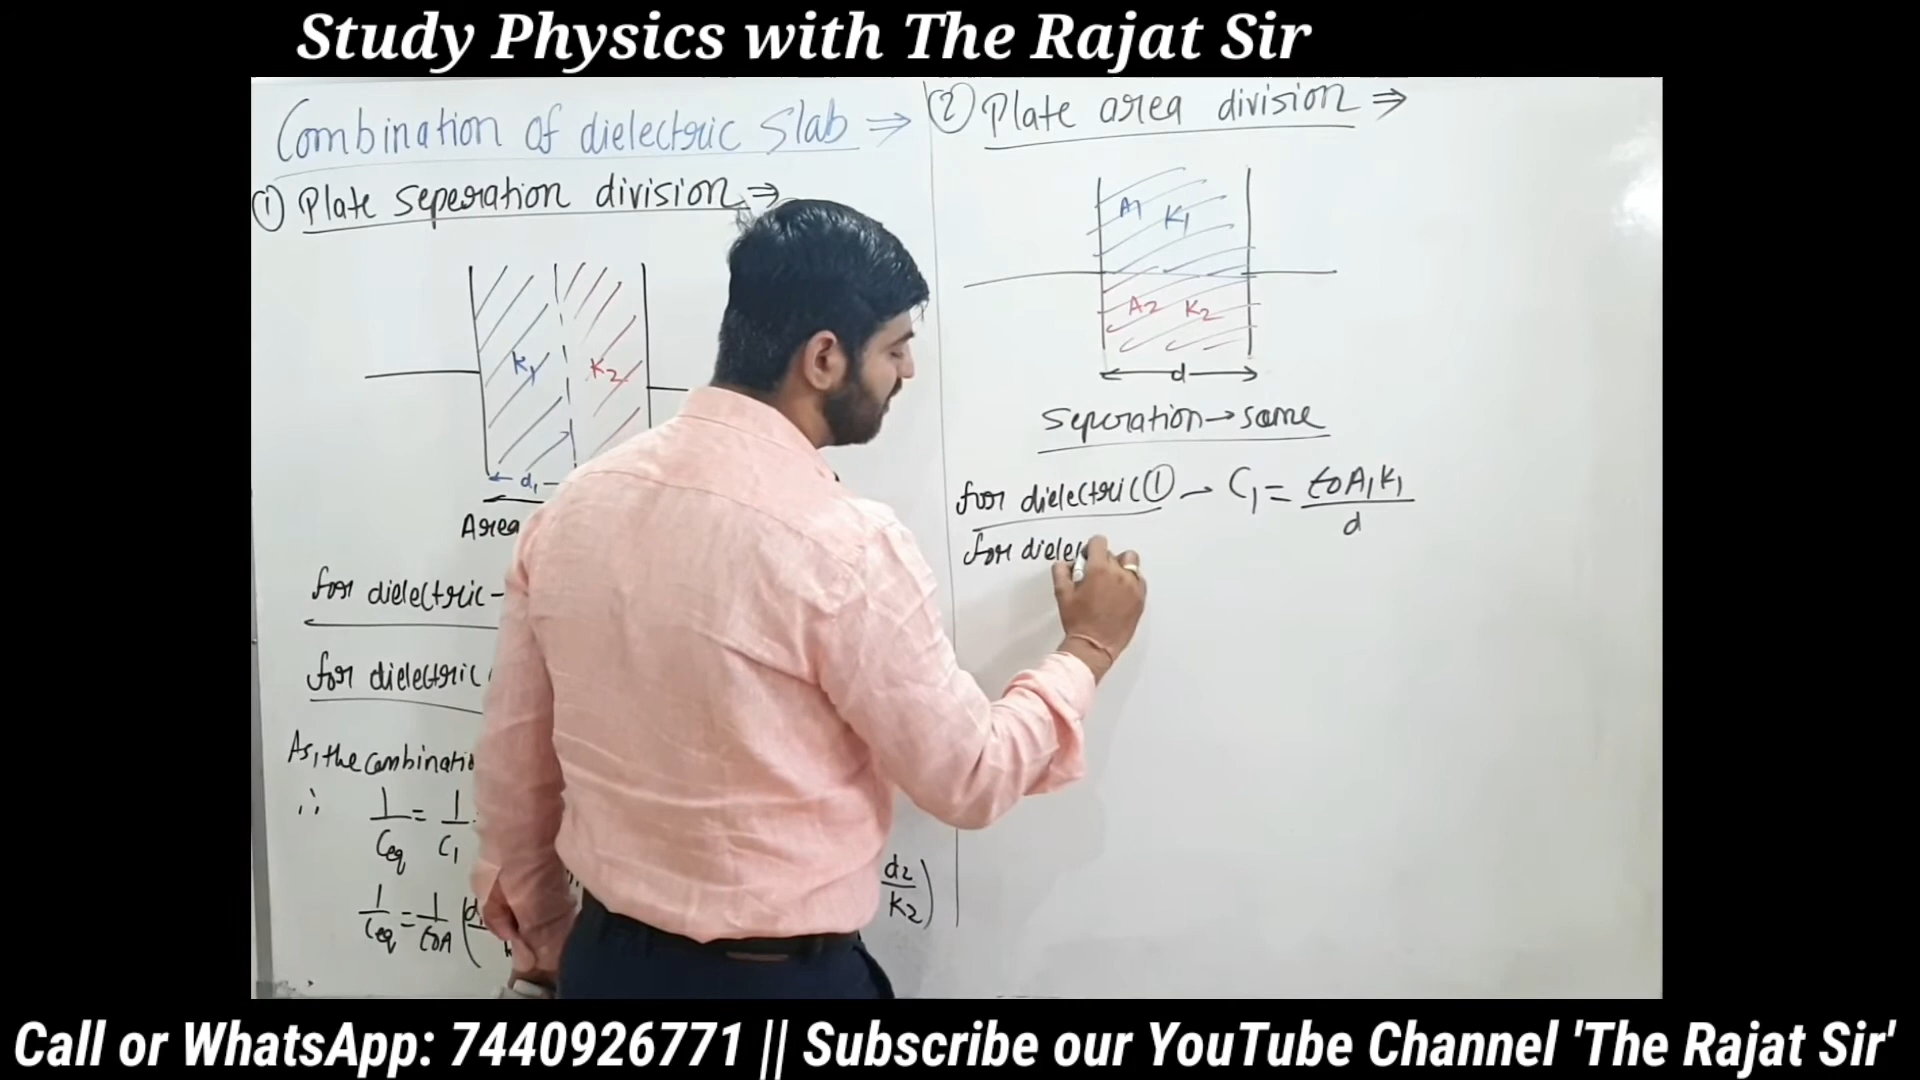 Study Physics with The Rajat Sir
Combination of dielectric Slab ⇒
① Plate seperation division ⇒
K1
K2
d1
Area
for dielectric -
for dielectric
As, the combinatio
∴ 1/Ceq = 1/C1
1/Ceq = 1/ε0A (d1
d2/K2)
② Plate area division ⇒
A1 K1
A2 K2
d
Seperation → same
for dielectric ① → C1 = ε0A1K1/d
for dielec
Call or WhatsApp: 7440926771 || Subscribe our YouTube Channel 'The Rajat Sir'